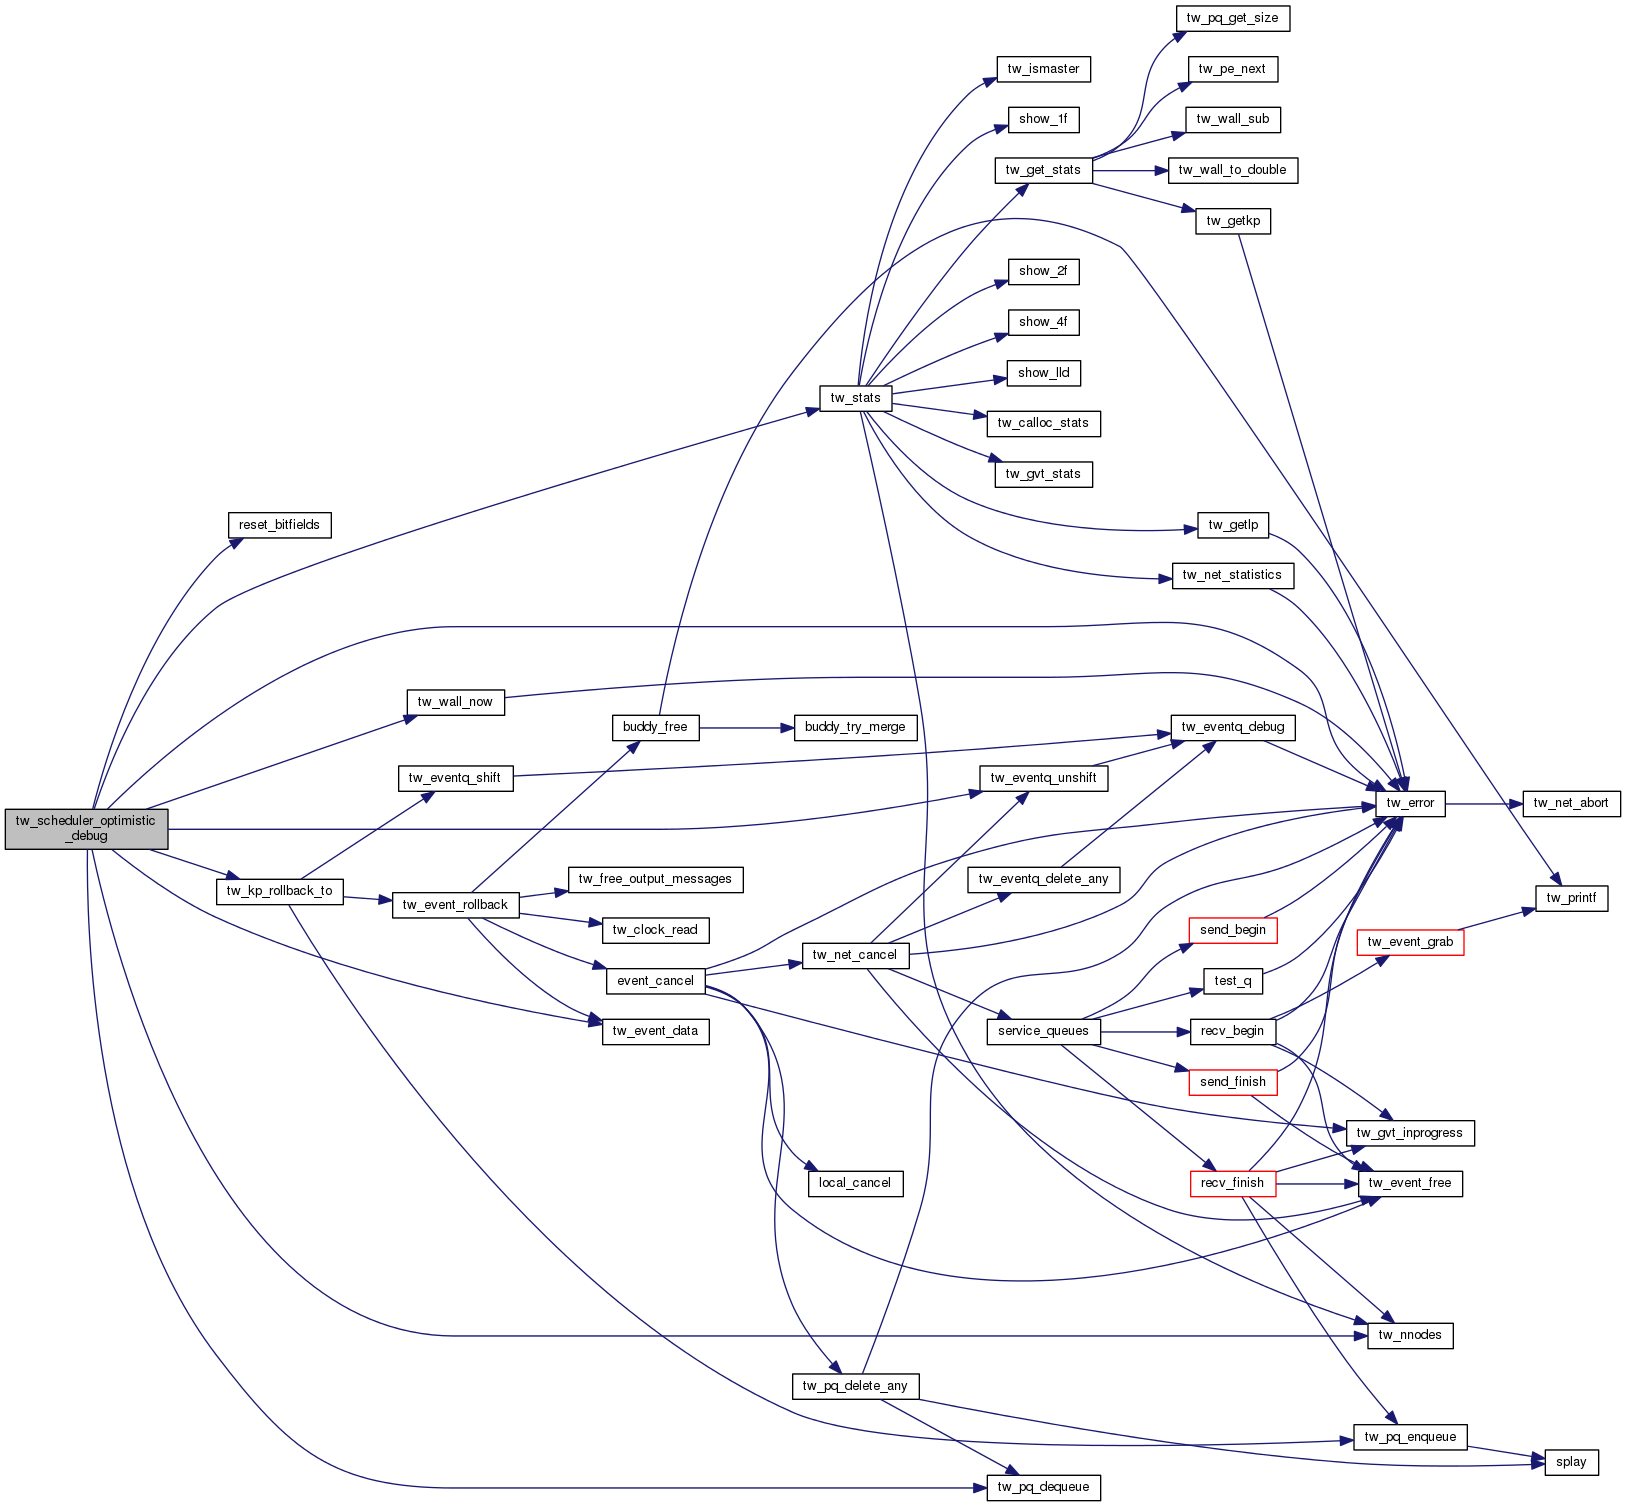 tw_pq_get_size
tw_ismaster
tw_pe_next
show_1f
tw_wall_sub
tw_get_stats
tw_wall_to_double
tw_getkp
show_2f
show_4f
show_lld
tw_stats
tw_calloc_stats
tw_gvt_stats
reset_bitfields
tw_getlp
tw_net_statistics
tw_wall_now
buddy_free
buddy_try_merge
tw_eventq_debug
tw_eventq_shift
tw_eventq_unshift
tw_error
tw_net_abort
tw_scheduler_optimistic
_debug
tw_kp_rollback_to
tw_free_output_messages
tw_eventq_delete_any
tw_event_rollback
tw_printf
tw_clock_read
send_begin
tw_event_grab
tw_net_cancel
event_cancel
test_q
tw_event_data
service_queues
recv_begin
send_finish
tw_gvt_inprogress
local_cancel
recv_finish
tw_event_free
tw_nnodes
tw_pq_delete_any
tw_pq_enqueue
splay
tw_pq_dequeue